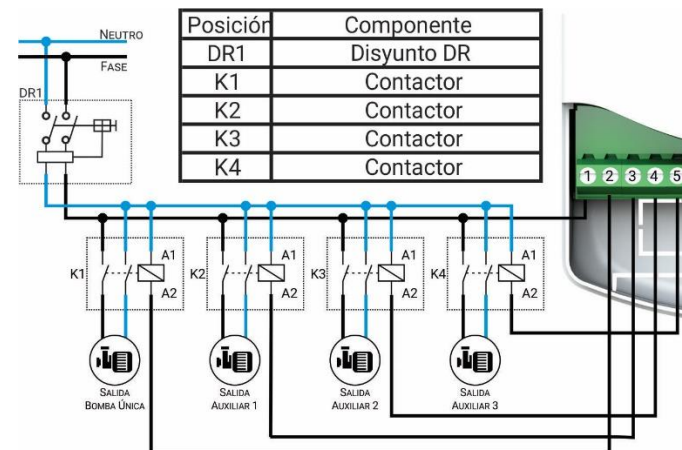 NEUTRO
FASE
DR1
Posición Componente
DR1 Disyunto DR
K1 Contactor
K2 Contactor
K3 Contactor
K4 Contactor
1 2 3 4 5
K1 A1 K2 A1 K3 A1 K4 A1
A2 A2 A2 A2
SALIDA BOMBA ÚNICA
SALIDA AUXILIAR 1
SALIDA AUXILIAR 2
SALIDA AUXILIAR 3